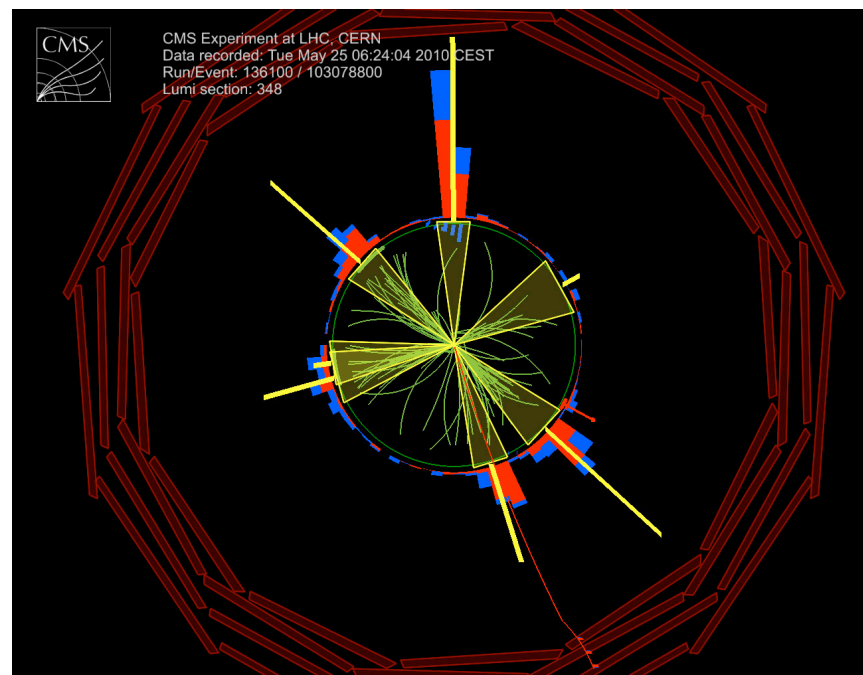 CMS
CMS Experiment at LHC, CERN
Data recorded: Tue May 25 06:24:04 2010 CEST
Run/Event: 136100 / 103078800
Lumi section: 348